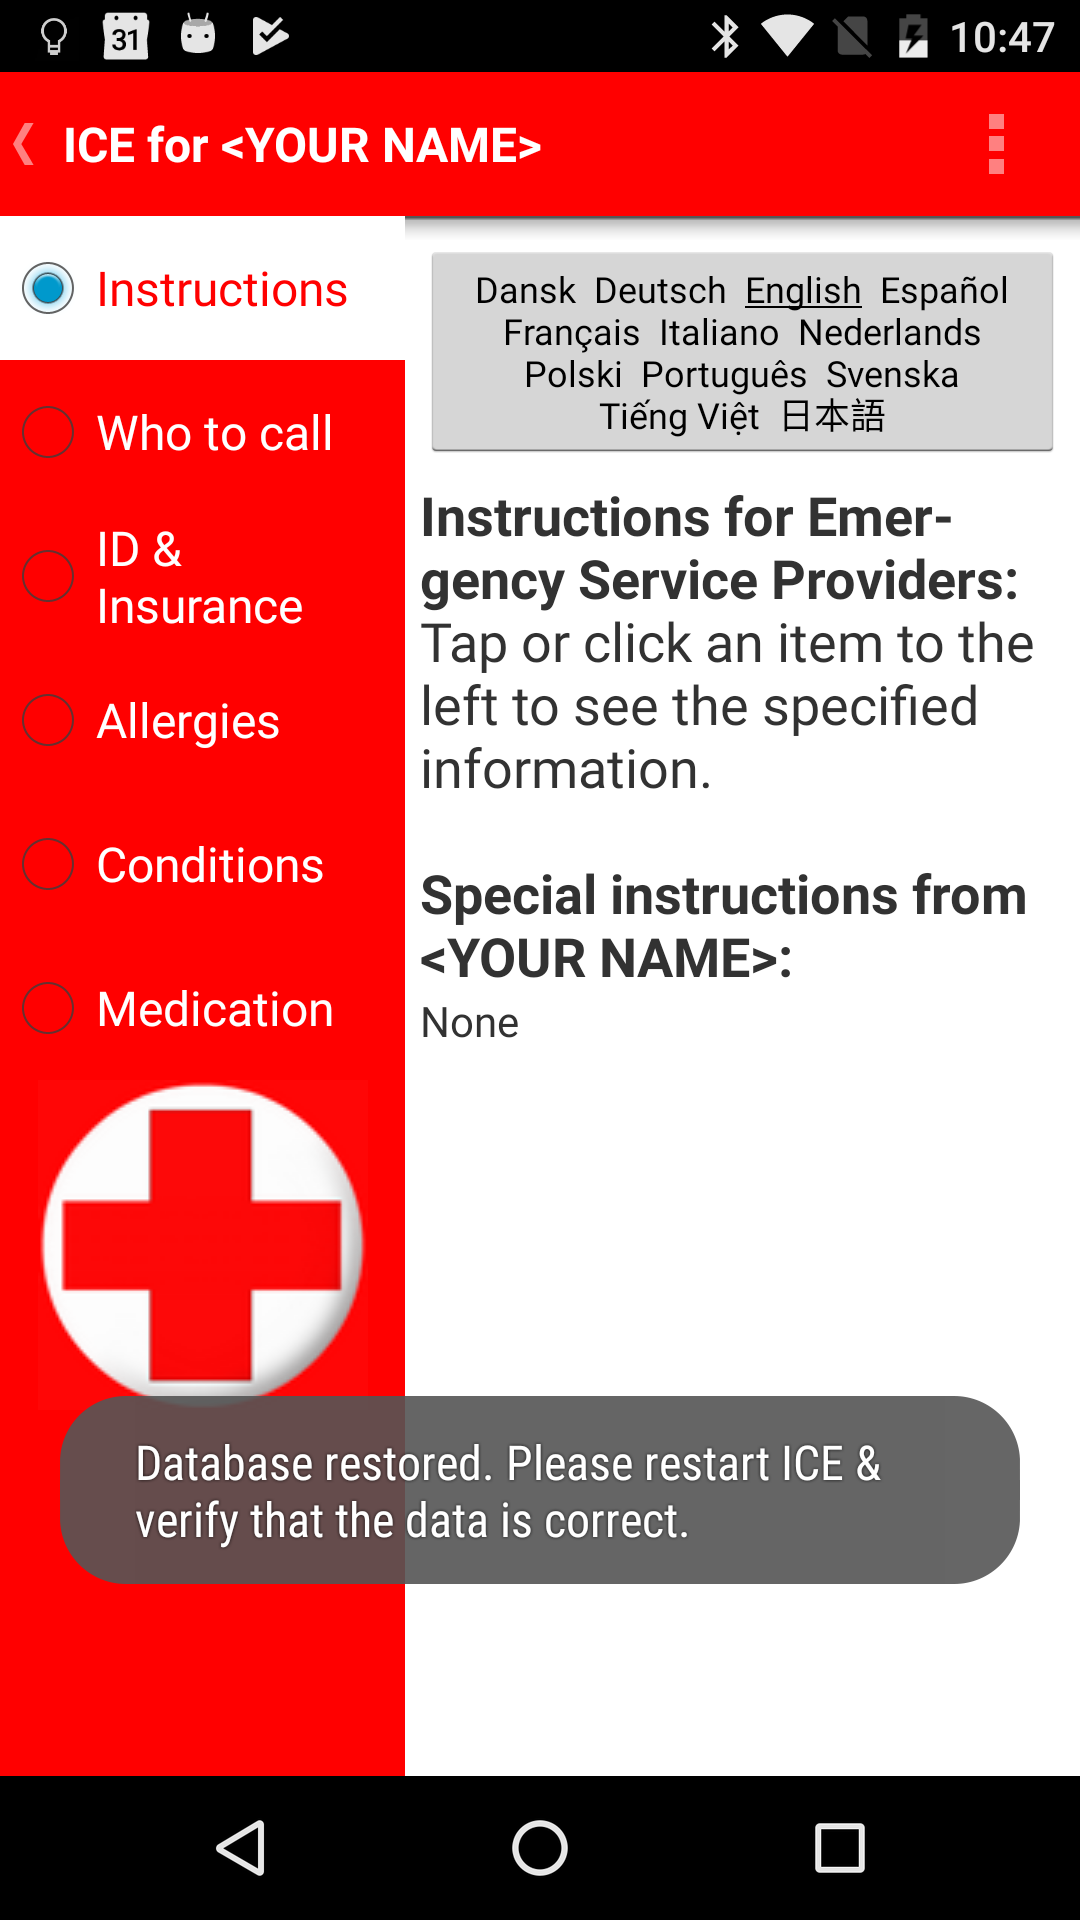 31
10:47
ICE for <YOUR NAME>
Instructions
Who to call
ID &
Insurance
Allergies
Conditions
Medication
Dansk Deutsch English Español
Français Italiano Nederlands
Polski Português Svenska
Tiếng Việt 日本語
Instructions for Emer-
gency Service Providers:
Tap or click an item to the
left to see the specified
information.
Special instructions from
<YOUR NAME>:
None
Database restored. Please restart ICE &
verify that the data is correct.